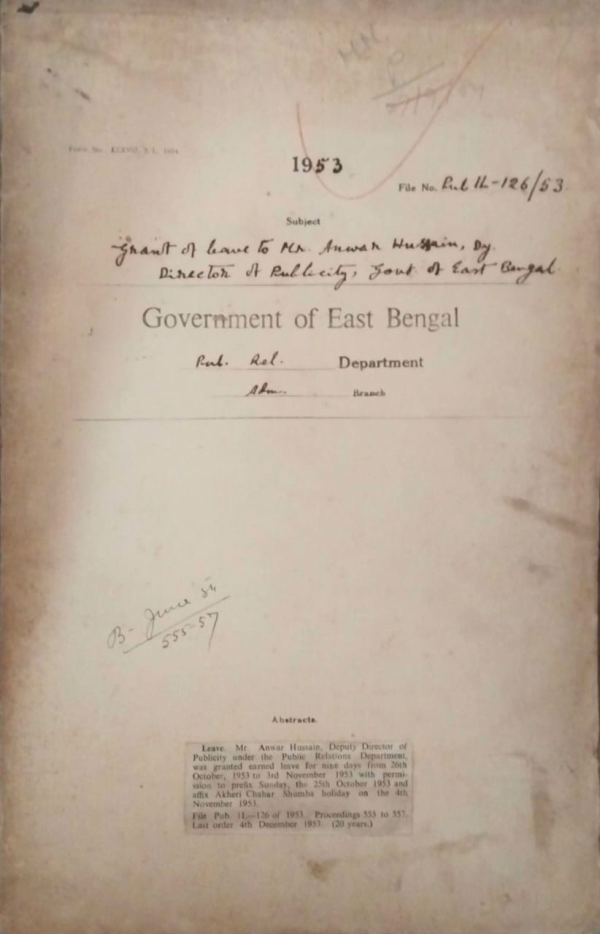 1953
File No. Pub 1L-126/53
Subject
Grant of leave to Mr. Anwar Hussain, Dy.
Director of Publicity, Govt of East Bengal.
Government of East Bengal
Pub. Rel. Department
Adm. Branch
B- June 54
555-57
Abstracts.
Leave. Mr. Anwar Hussain, Deputy Director of
Publicity under the Public Relations Department,
was granted earned leave for nine days from 26th
October, 1953 to 3rd November 1953 with permi-
ssion to prefix Sunday, the 25th October 1953 and
affix Akheri Chahar Shumba holiday on the 4th
November 1953.
File Pub. 1L—126 of 1953. Proceedings 555 to 557.
Last order 4th December 1953. (20 years.)